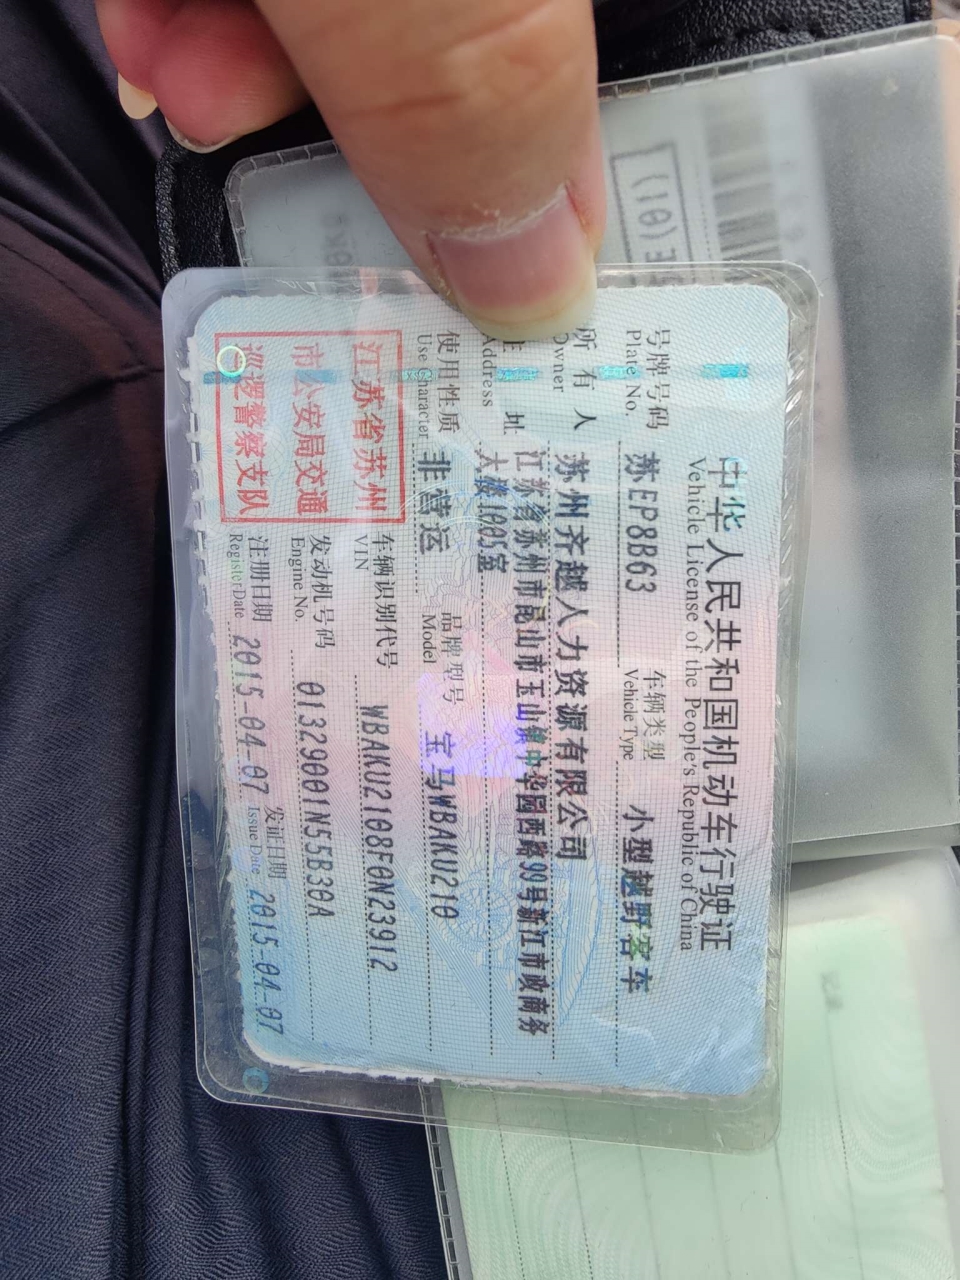 中华人民共和国机动车行驶证
Vehicle License of the People's Republic of China
号牌号码 苏EP8B63 车辆类型 小型越野客车
Plate No. Vehicle Type
所有人 苏州齐越人力资源有限公司
Owner
住址 江苏省苏州市昆山市玉山镇中华园西路99号新江市政商务
Address 大楼1005室
使用性质 非营运 品牌型号 宝马WBAKU210
Use Character Model
江苏省苏州
市公安局交通
巡逻警察支队
车辆识别代号 WBAKU2108F0N23912
VIN
发动机号码 01329001N55B30A
Engine No.
注册日期 2015-04-07 发证日期 2015-04-07
Register Date Issue Date